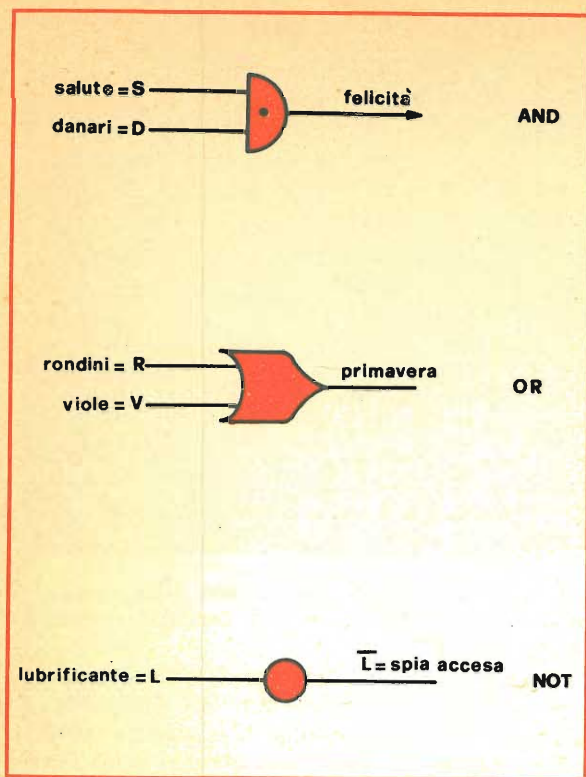 salute = S
felicità
danari = D
AND
rondini = R
primavera
viole = V
OR
lubrificante = L
L̅ = spia accesa
NOT